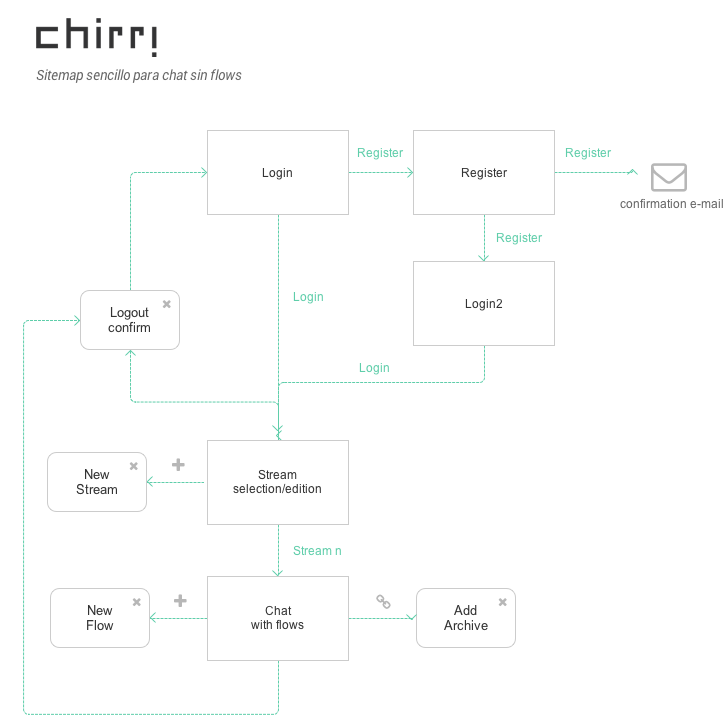 chirri
Sitemap sencillo para chat sin flows
Login
Register
Register
Register
confirmation e-mail
Register
Login
Login2
Logout
confirm
Login
New
Stream
Stream
selection/edition
Stream n
New
Flow
Chat
with flows
Add
Archive